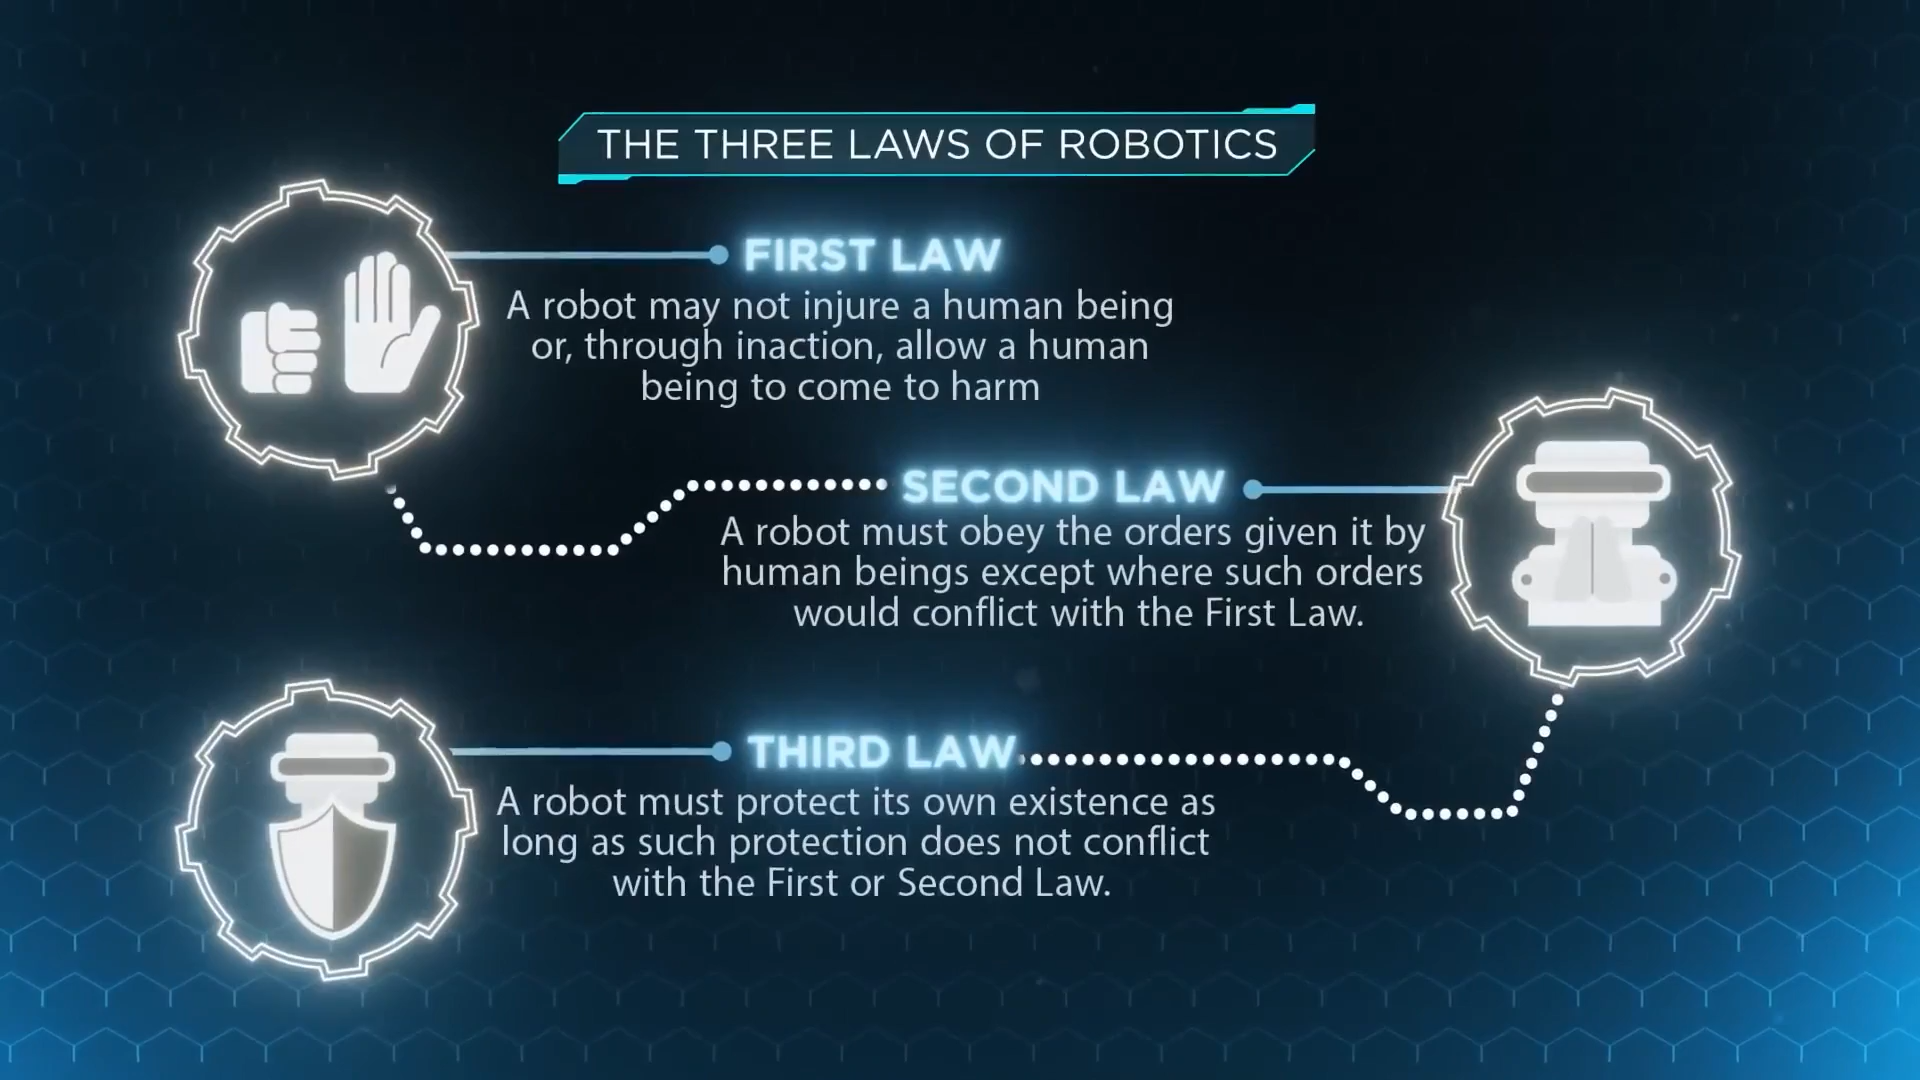 THE THREE LAWS OF ROBOTICS
FIRST LAW
A robot may not injure a human being
or, through inaction, allow a human
being to come to harm
SECOND LAW
A robot must obey the orders given it by
human beings except where such orders
would conflict with the First Law.
THIRD LAW
A robot must protect its own existence as
long as such protection does not conflict
with the First or Second Law.